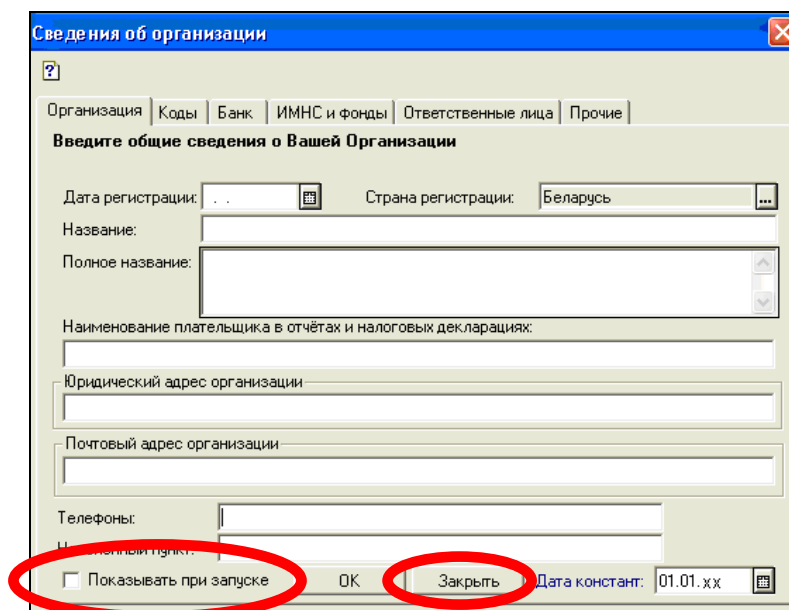 Сведения об организации
?
Организация Коды Банк ИМНС и фонды Ответственные лица Прочие
Введите общие сведения о Вашей Организации
Дата регистрации: . . Страна регистрации: Беларусь ...
Название:
Полное название:
Наименование плательщика в отчётах и налоговых декларациях:
Юридический адрес организации
Почтовый адрес организации
Телефоны:
пункт:
Показывать при запуске OK Закрыть Дата констант: 01.01.xx